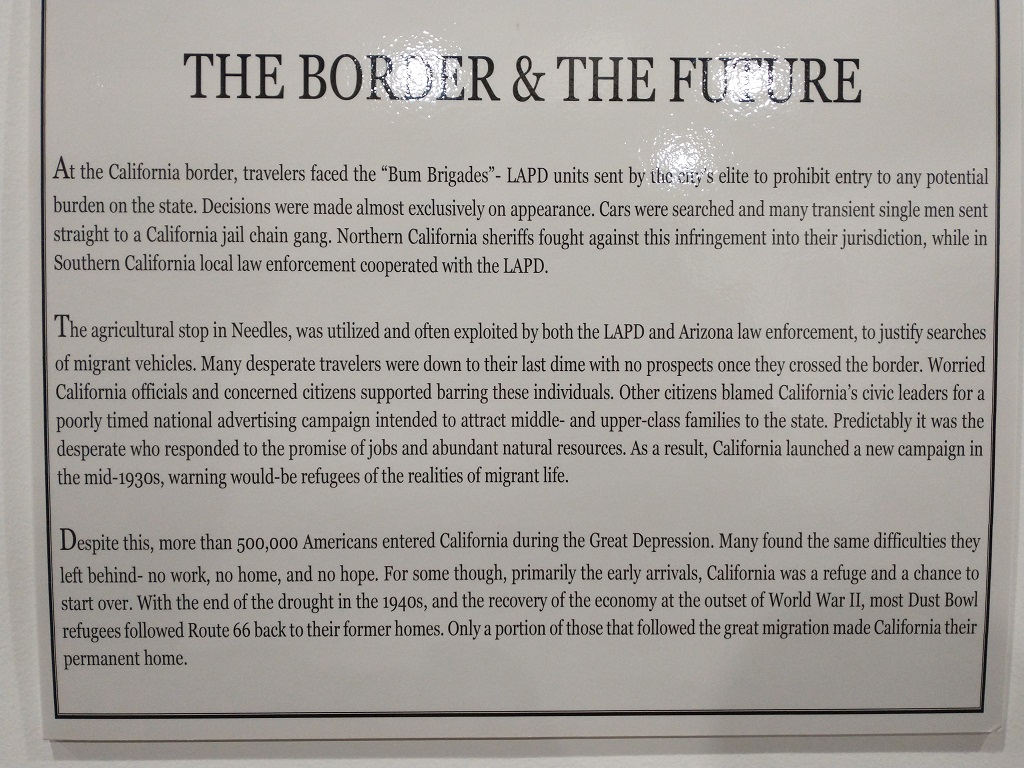 THE BORDER & THE FUTURE
At the California border, travelers faced the “Bum Brigades”- LAPD units sent by the city's elite to prohibit entry to any potential
burden on the state. Decisions were made almost exclusively on appearance. Cars were searched and many transient single men sent
straight to a California jail chain gang. Northern California sheriffs fought against this infringement into their jurisdiction, while in
Southern California local law enforcement cooperated with the LAPD.
The agricultural stop in Needles, was utilized and often exploited by both the LAPD and Arizona law enforcement, to justify searches
of migrant vehicles. Many desperate travelers were down to their last dime with no prospects once they crossed the border. Worried
California officials and concerned citizens supported barring these individuals. Other citizens blamed California's civic leaders for a
poorly timed national advertising campaign intended to attract middle- and upper-class families to the state. Predictably it was the
desperate who responded to the promise of jobs and abundant natural resources. As a result, California launched a new campaign in
the mid-1930s, warning would-be refugees of the realities of migrant life.
Despite this, more than 500,000 Americans entered California during the Great Depression. Many found the same difficulties they
left behind- no work, no home, and no hope. For some though, primarily the early arrivals, California was a refuge and a chance to
start over. With the end of the drought in the 1940s, and the recovery of the economy at the outset of World War II, most Dust Bowl
refugees followed Route 66 back to their former homes. Only a portion of those that followed the great migration made California their
permanent home.